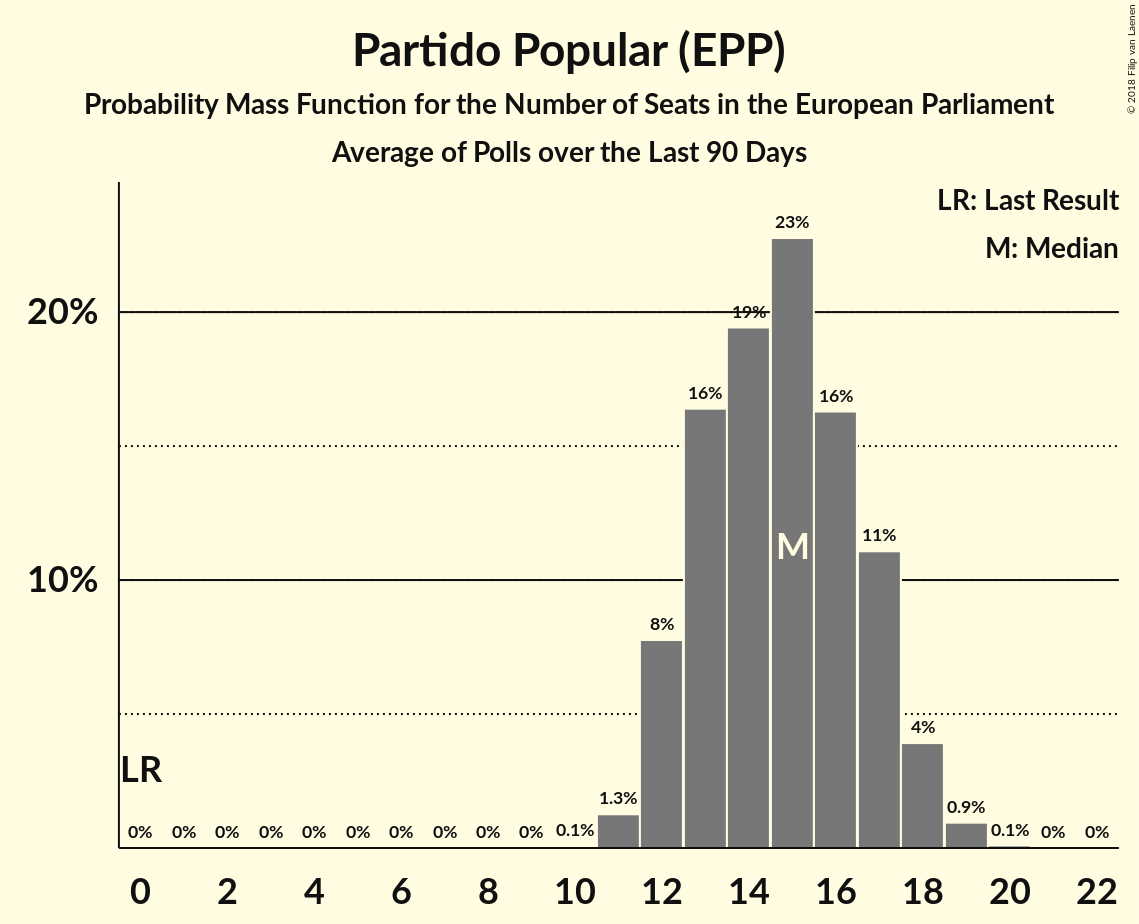 Partido Popular (EPP)
Probability Mass Function for the Number of Seats in the European Parliament
Average of Polls over the Last 90 Days
© 2018 Filip van Laenen
LR: Last Result
M: Median
23%
20%
19%
16%
16%
11%
M
10%
8%
4%
LR
1.3%
0.9%
0% 0% 0% 0% 0% 0% 0% 0% 0% 0% 0.1% 0.1% 0% 0%
0 2 4 6 8 10 12 14 16 18 20 22